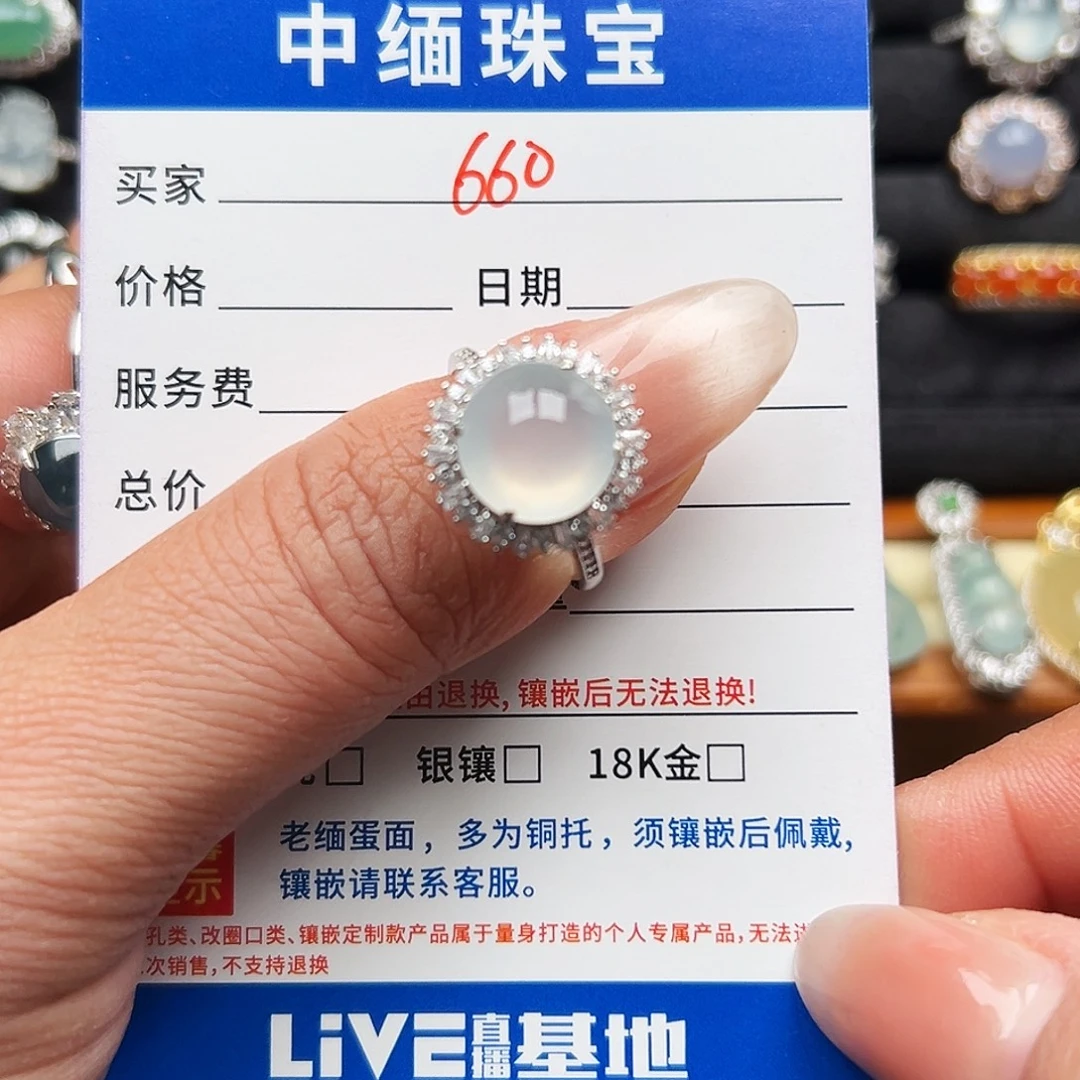 中缅珠宝
买家 660
价格 日期
服务费
总价
退换, 镶嵌后无法退换!
□ 银镶□ 18K金□
老缅蛋面, 多为铜托, 须镶嵌后佩戴,
示 镶嵌请联系客服。
孔类、改圈口类、镶嵌定制款产品属于量身打造的个人专属产品,无法
次销售,不支持退换
LiVE直播基地